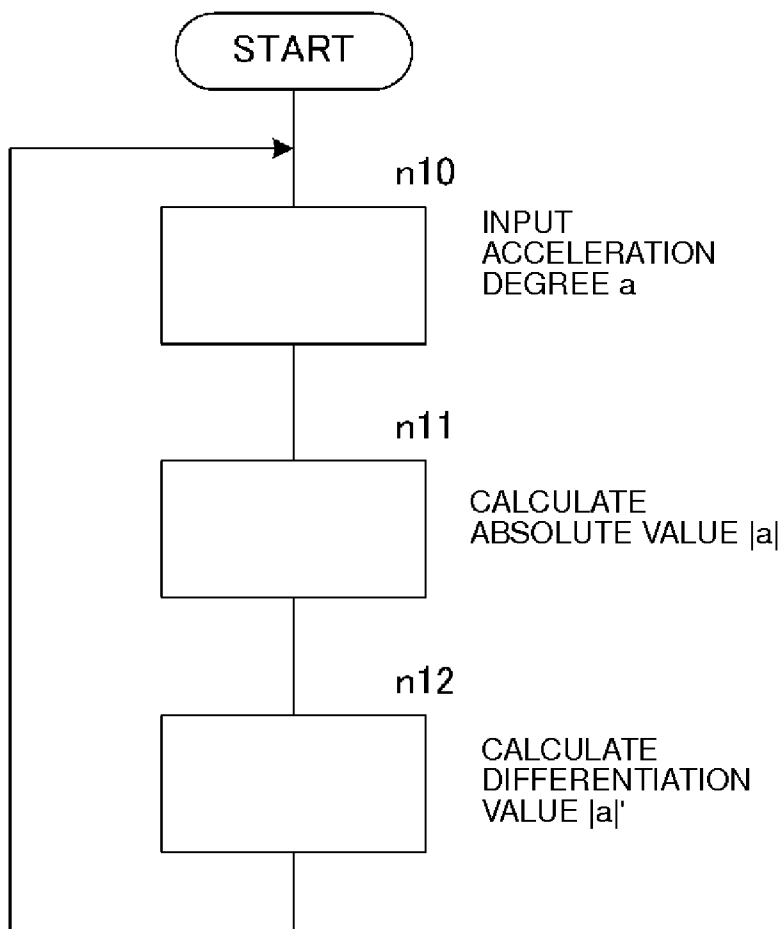 START
n10
INPUT
ACCELERATION
DEGREE a
n11
CALCULATE
ABSOLUTE VALUE |a|
n12
CALCULATE
DIFFERENTIATION
VALUE |a|'